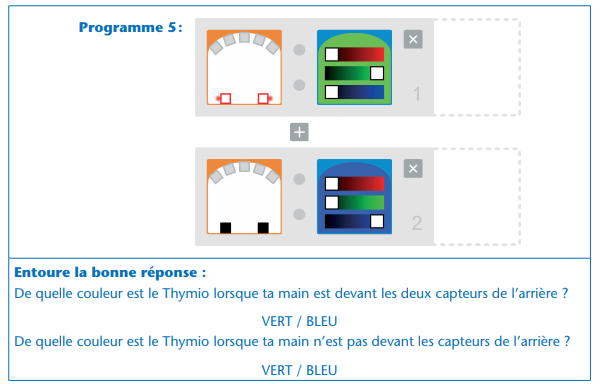 Programme 5 :
1
2
Entoure la bonne réponse :
De quelle couleur est le Thymio lorsque ta main est devant les deux capteurs de l'arrière ?
VERT / BLEU
De quelle couleur est le Thymio lorsque ta main n'est pas devant les capteurs de l'arrière ?
VERT / BLEU